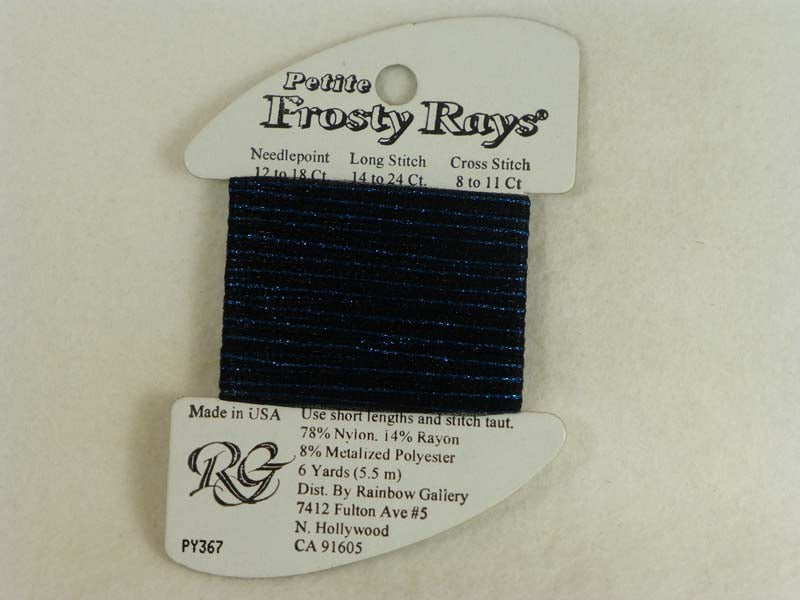 Petite
Frosty Rays®
Needlepoint Long Stitch Cross Stitch
12 to 18 Ct. 14 to 24 Ct. 8 to 11 Ct
Made in USA
RG
PY367
Use short lengths and stitch taut.
78% Nylon, 14% Rayon
8% Metalized Polyester
6 Yards (5.5 m)
Dist. By Rainbow Gallery
7412 Fulton Ave #5
N. Hollywood
CA 91605